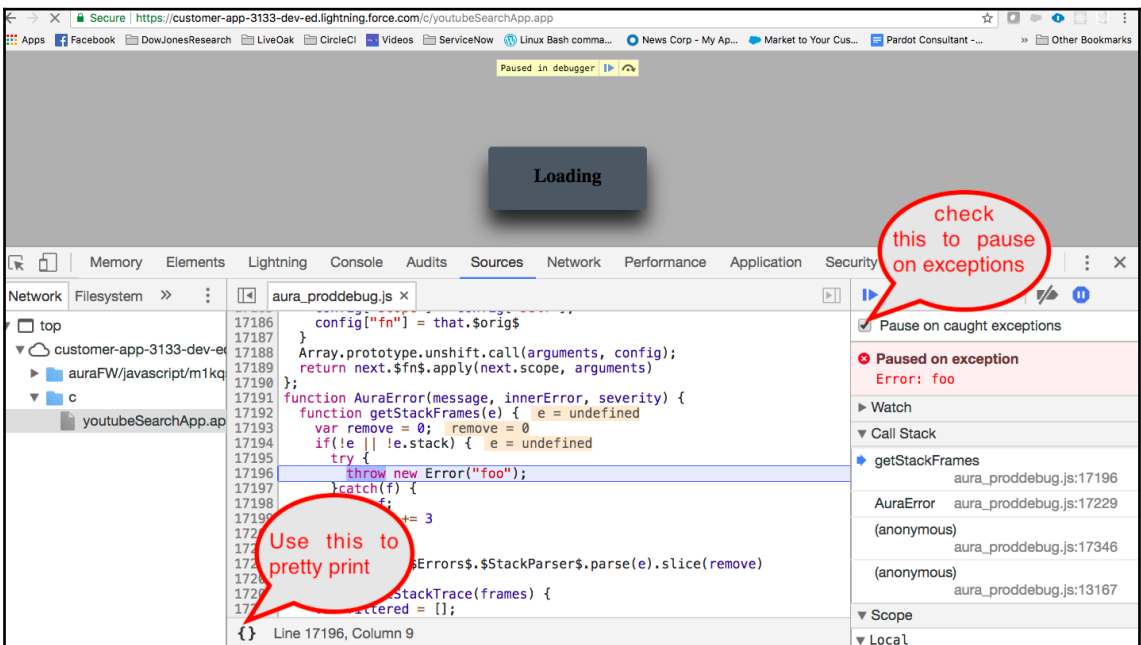 Secure | https://customer-app-3133-dev-ed.lightning.force.com/c/youtubeSearchApp.app
Apps Facebook DowJonesResearch LiveOak CircleCI Videos ServiceNow Linux Bash comma... News Corp - My Ap... Market to Your Cus... Pardot Consultant -... » Other Bookmarks
Paused in debugger
Loading
check
this to pause
on exceptions
Memory Elements Lightning Console Audits Sources Network Performance Application Security
Network Filesystem »
aura_proddebug.js ×
top
customer-app-3133-dev-ed
auraFW/javascript/m1kq
c
youtubeSearchApp.ap
17186 config["fn"] = that.$orig$
17187 }
17188 Array.prototype.unshift.call(arguments, config);
17189 return next.$fn$.apply(next.scope, arguments)
17190 };
17191 function AuraError(message, innerError, severity) {
17192 function getStackFrames(e) { e = undefined
17193 var remove = 0; remove = 0
17194 if(!e || !e.stack) { e = undefined
17195 try {
17196 throw new Error("foo");
17197 }catch(f) {
17198 f;
17199 += 3
Use this to
pretty print
$Errors$.$StackParser$.parse(e).slice(remove)
StackTrace(frames) {
tered = [];
{} Line 17196, Column 9
Pause on caught exceptions
Paused on exception
Error: foo
Watch
Call Stack
getStackFrames
aura_proddebug.js:17196
AuraError aura_proddebug.js:17229
(anonymous)
aura_proddebug.js:17346
(anonymous)
aura_proddebug.js:13167
Scope
Local